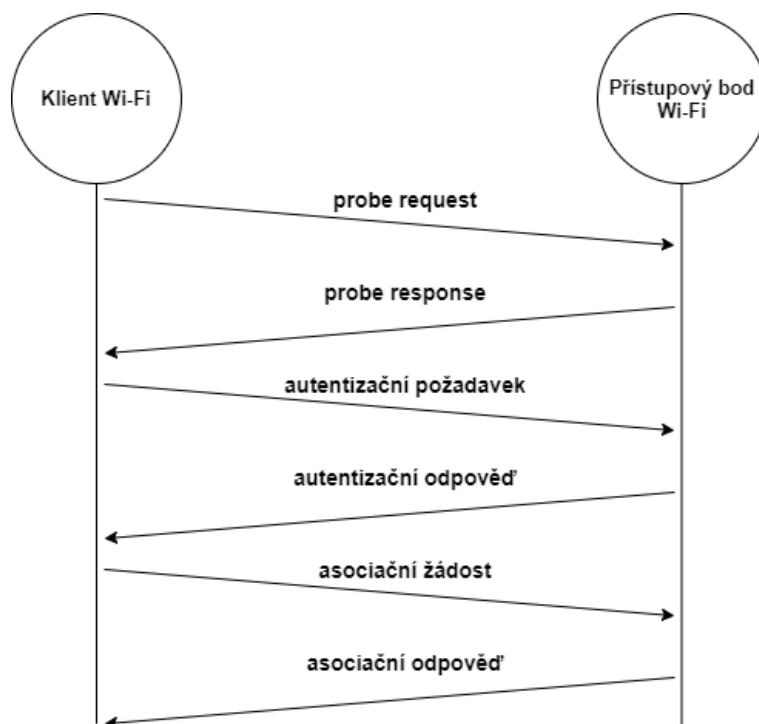 Klient Wi-Fi
Přístupový bod
Wi-Fi
probe request
probe response
autentizační požadavek
autentizační odpověď
asociační žádost
asociační odpověď